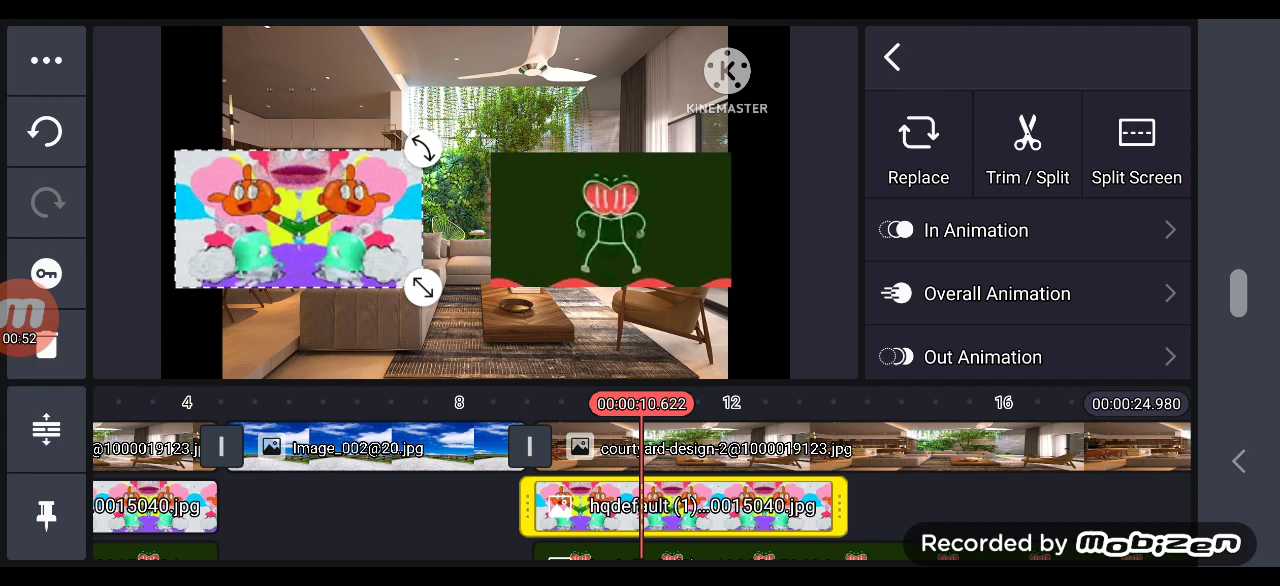 KINEMASTER
Replace
Trim / Split
Split Screen
In Animation
Overall Animation
Out Animation
00:52
4
8
00:00:10.622
12
16
00:00:24.980
@1000019123.j
Image_002@20.jpg
courtyard-design-2@1000019123.jpg
0015040.jpg
hqdefault (1)...0015040.jpg
Recorded by mobizen